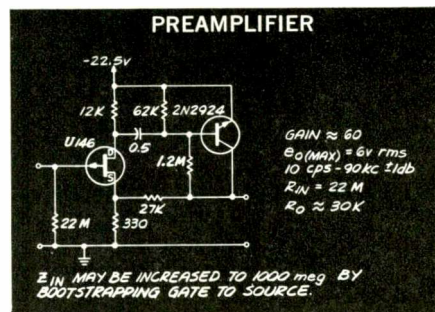 PREAMPLIFIER
-22.5v
12K 62K 2N2924
U146 0.5
D
S
1.2M
27K
22M 330
GAIN ≈ 60
eo(MAX) = 6v rms
10 cps-90kc ±1db
RIN = 22 M
Ro ≈ 30K
ZIN MAY BE INCREASED TO 1000 meg BY
BOOTSTRAPPING GATE TO SOURCE.